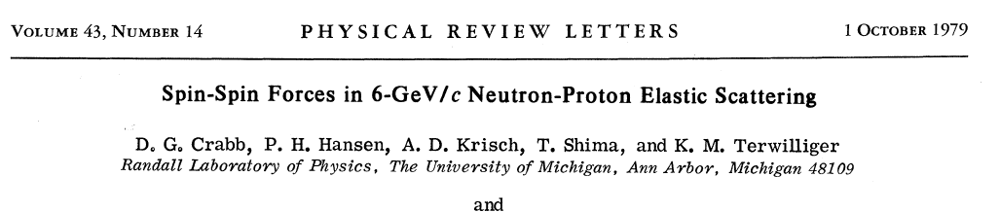 VOLUME 43, NUMBER 14 PHYSICAL REVIEW LETTERS 1 OCTOBER 1979
Spin-Spin Forces in 6-GeV/c Neutron-Proton Elastic Scattering
D. G. Crabb, P. H. Hansen, A. D. Krisch, T. Shima, and K. M. Terwilliger
Randall Laboratory of Physics, The University of Michigan, Ann Arbor, Michigan 48109
and